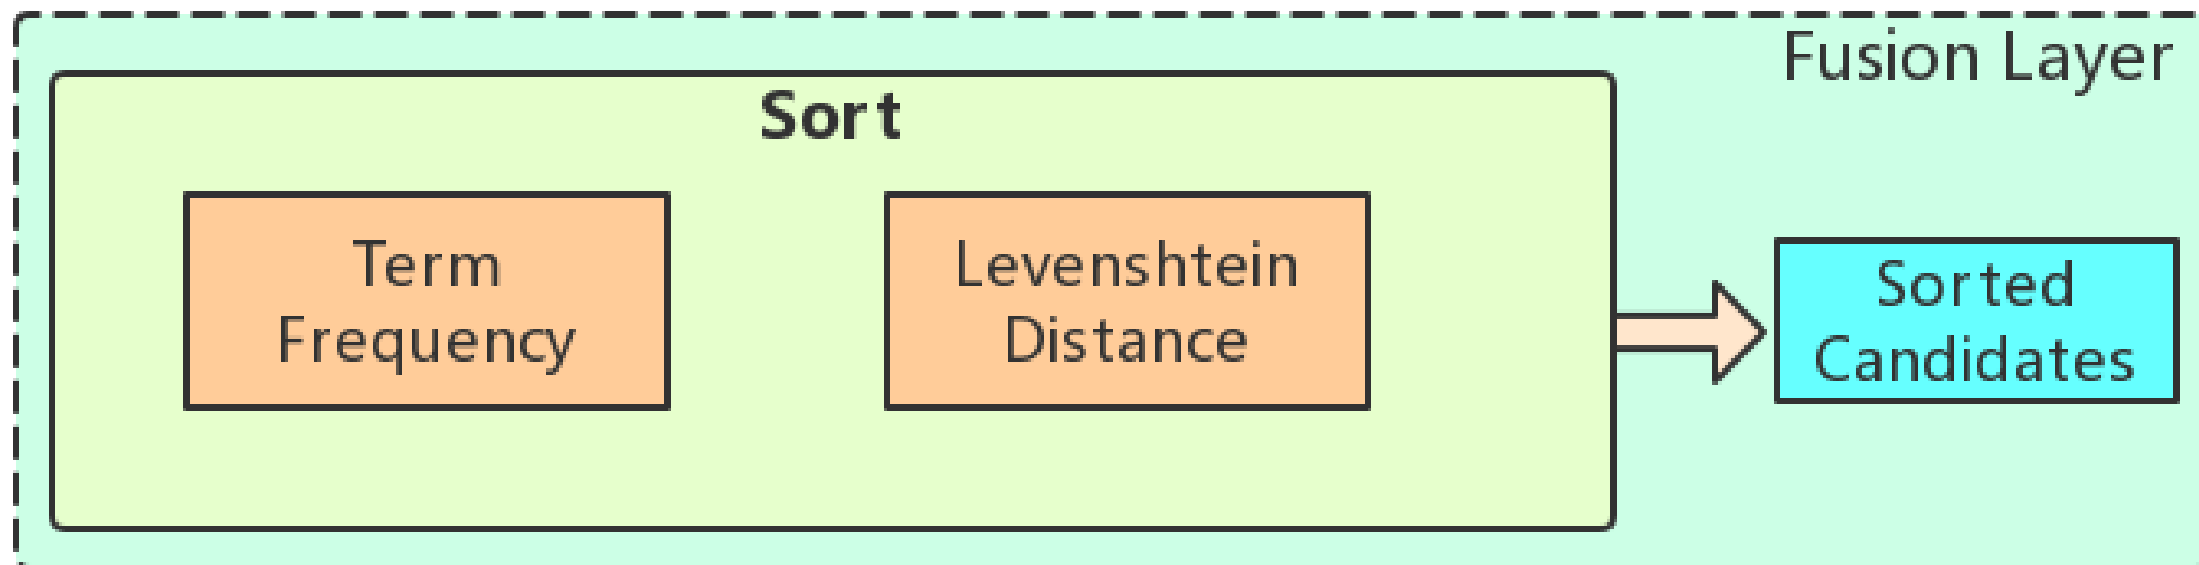 Fusion Layer
Sort
Term
Frequency
Levenshtein
Distance
Sorted
Candidates